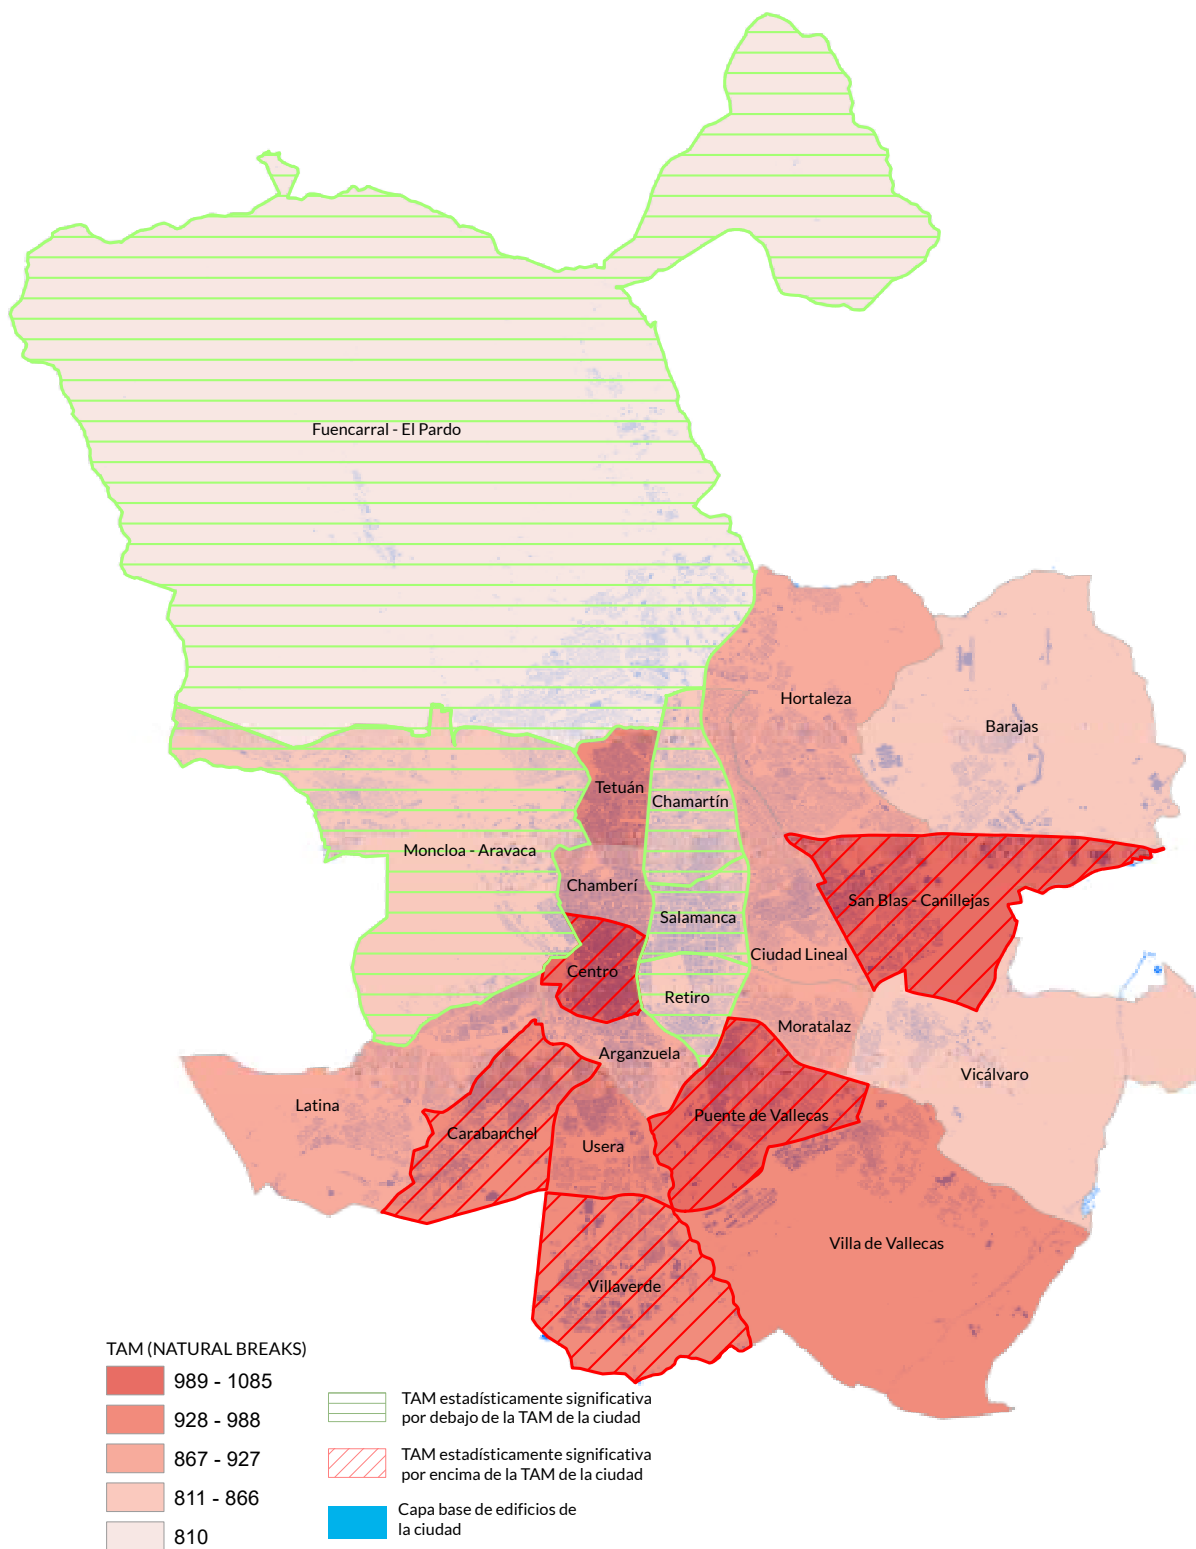 Fuencarral - El Pardo
Hortaleza
Barajas
Tetuán
Chamartín
Moncloa - Aravaca
Chamberí
San Blas - Canillejas
Salamanca
Ciudad Lineal
Centro
Retiro
Moratalaz
Arganzuela
Vicálvaro
Latina
Puente de Vallecas
Carabanchel
Usera
Villa de Vallecas
Villaverde
TAM (NATURAL BREAKS)
989 - 1085
928 - 988
867 - 927
811 - 866
810
TAM estadísticamente significativa
por debajo de la TAM de la ciudad
TAM estadísticamente significativa
por encima de la TAM de la ciudad
Capa base de edificios de
la ciudad